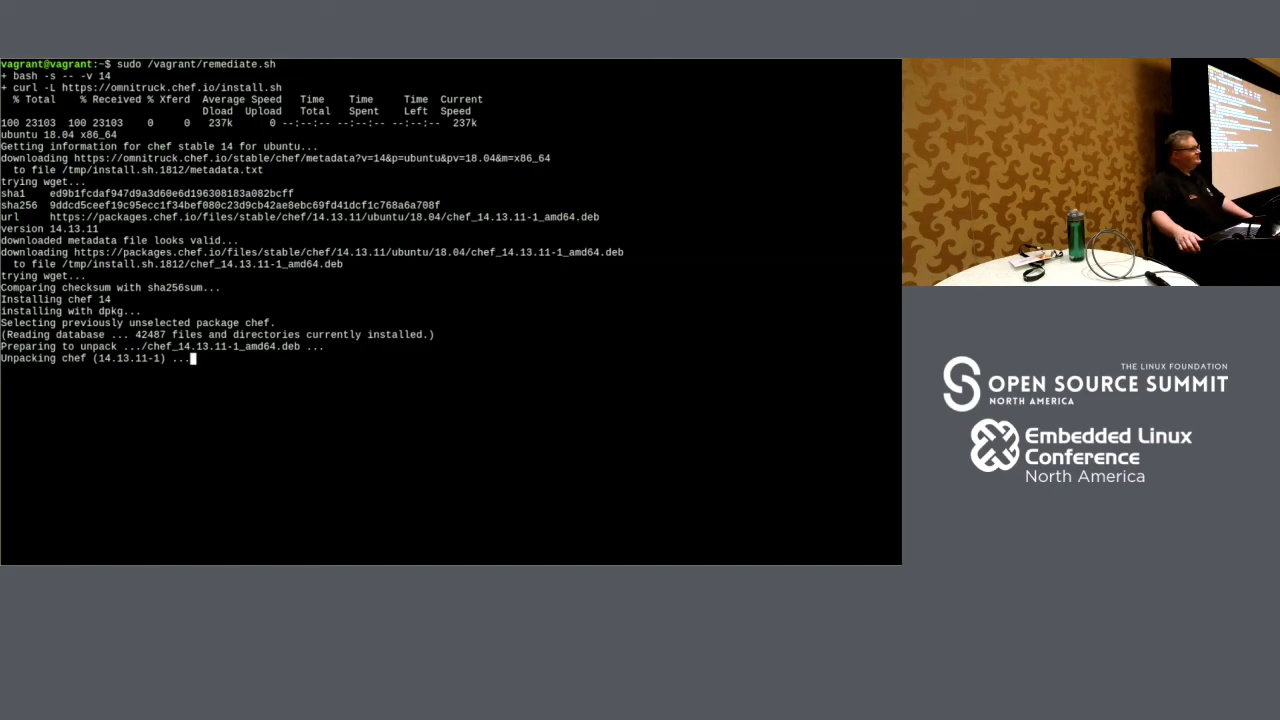 vagrant@vagrant:~$ sudo /vagrant/remediate.sh
+ bash -s -- -v 14
+ curl -L https://omnitruck.chef.io/install.sh
% Total % Received % Xferd Average Speed Time Time Time Current
Dload Upload Total Spent Left Speed
100 23103 100 23103 0 0 237k 0 --:--:-- --:--:-- --:--:-- 237k
ubuntu 18.04 x86_64
Getting information for chef stable 14 for ubuntu...
downloading https://omnitruck.chef.io/stable/chef/metadata?v=14&p=ubuntu&pv=18.04&m=x86_64
to file /tmp/install.sh.1812/metadata.txt
trying wget...
sha1 ed9b1fcdaf947d9a3d60e6d196308183a082bcff
sha256 9ddcd5ceef19c95ecc1f34bef080c23d9cb42ae8ebc69fd41dcf1c768a6a708f
url https://packages.chef.io/files/stable/chef/14.13.11/ubuntu/18.04/chef_14.13.11-1_amd64.deb
version 14.13.11
downloaded metadata file looks valid...
downloading https://packages.chef.io/files/stable/chef/14.13.11/ubuntu/18.04/chef_14.13.11-1_amd64.deb
to file /tmp/install.sh.1812/chef_14.13.11-1_amd64.deb
trying wget...
Comparing checksum with sha256sum...
Installing chef 14
installing with dpkg...
Selecting previously unselected package chef.
(Reading database ... 42487 files and directories currently installed.)
Preparing to unpack .../chef_14.13.11-1_amd64.deb ...
Unpacking chef (14.13.11-1) ...
THE LINUX FOUNDATION
OPEN SOURCE SUMMIT
NORTH AMERICA
Embedded Linux
Conference
North America